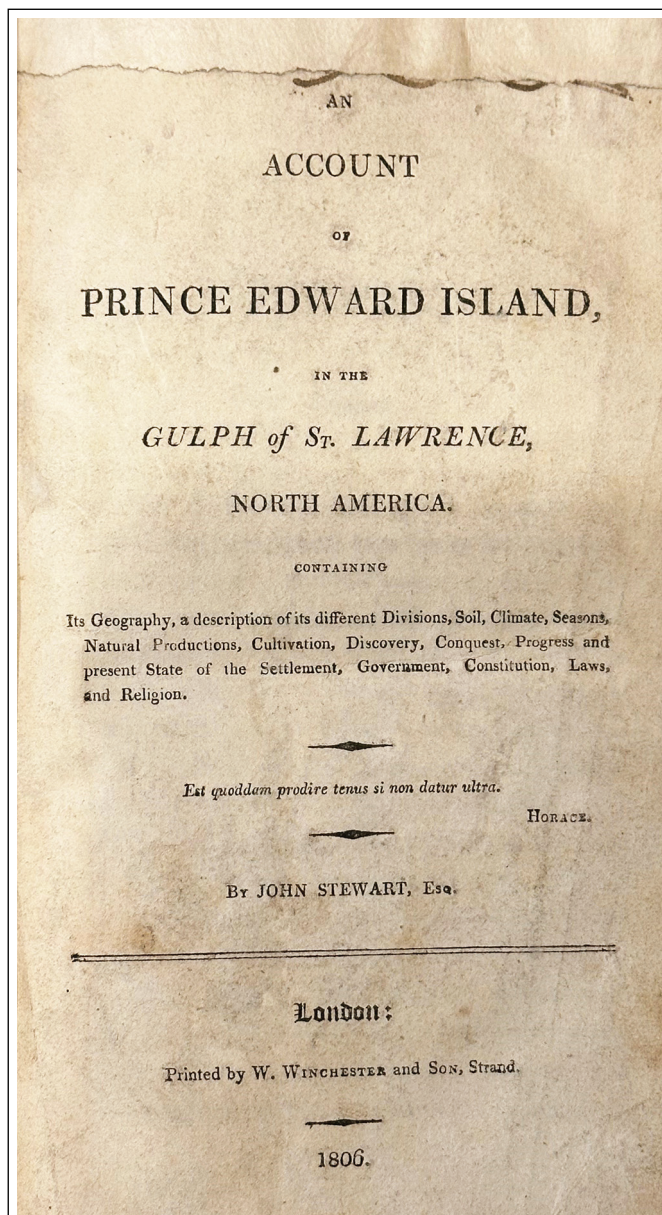 AN
ACCOUNT
OF
PRINCE EDWARD ISLAND,
IN THE
GULPH of ST. LAWRENCE,
NORTH AMERICA.
CONTAINING
Its Geography, a description of its different Divisions, Soil, Climate, Seasons,
Natural Productions, Cultivation, Discovery, Conquest, Progress and
present State of the Settlement, Government, Constitution, Laws,
and Religion.
Est quoddam prodire tenus si non datur ultra.
HORACE.
BY JOHN STEWART, ESQ.
London:
Printed by W. WINCHESTER and SON, Strand.
1806.